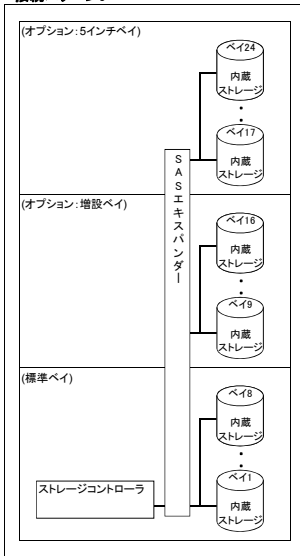 (オプション:5インチベイ)
ベイ24
内蔵
ストレージ
・
・
ベイ17
内蔵
ストレージ
SASエキスパンダー
(オプション:増設ベイ)
ベイ16
内蔵
ストレージ
・
・
ベイ9
内蔵
ストレージ
(標準ベイ)
ベイ8
内蔵
ストレージ
・
・
ベイ1
内蔵
ストレージ
ストレージコントローラ